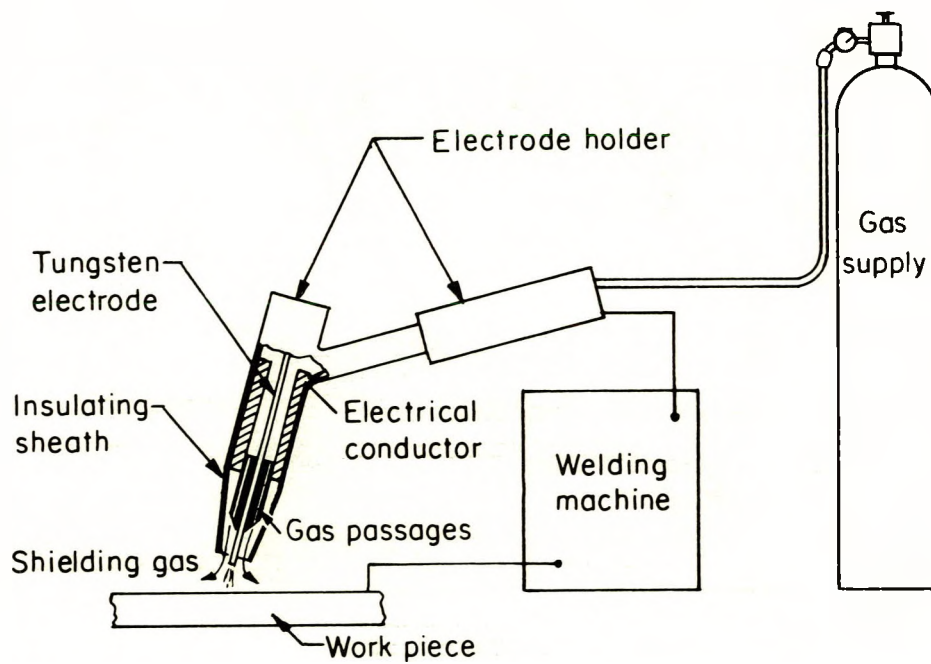 Electrode holder
Gas
supply
Tungsten
electrode
Insulating
sheath
Electrical
conductor
Welding
machine
Gas passages
Shielding gas
Work piece